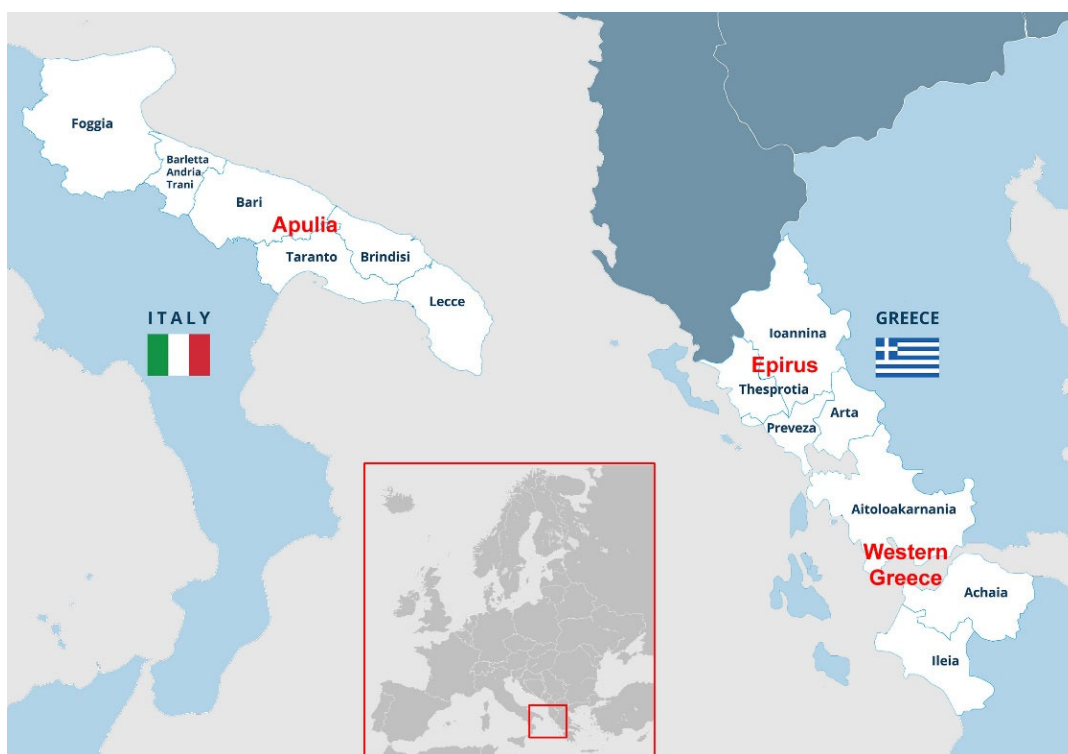 Foggia
Barletta
Andria
Trani
Bari
Apulia
Taranto
Brindisi
Lecce
ITALY
GREECE
Ioannina
Epirus
Thesprotia
Arta
Preveza
Aitoloakarnania
Western
Greece
Achaia
Ileia